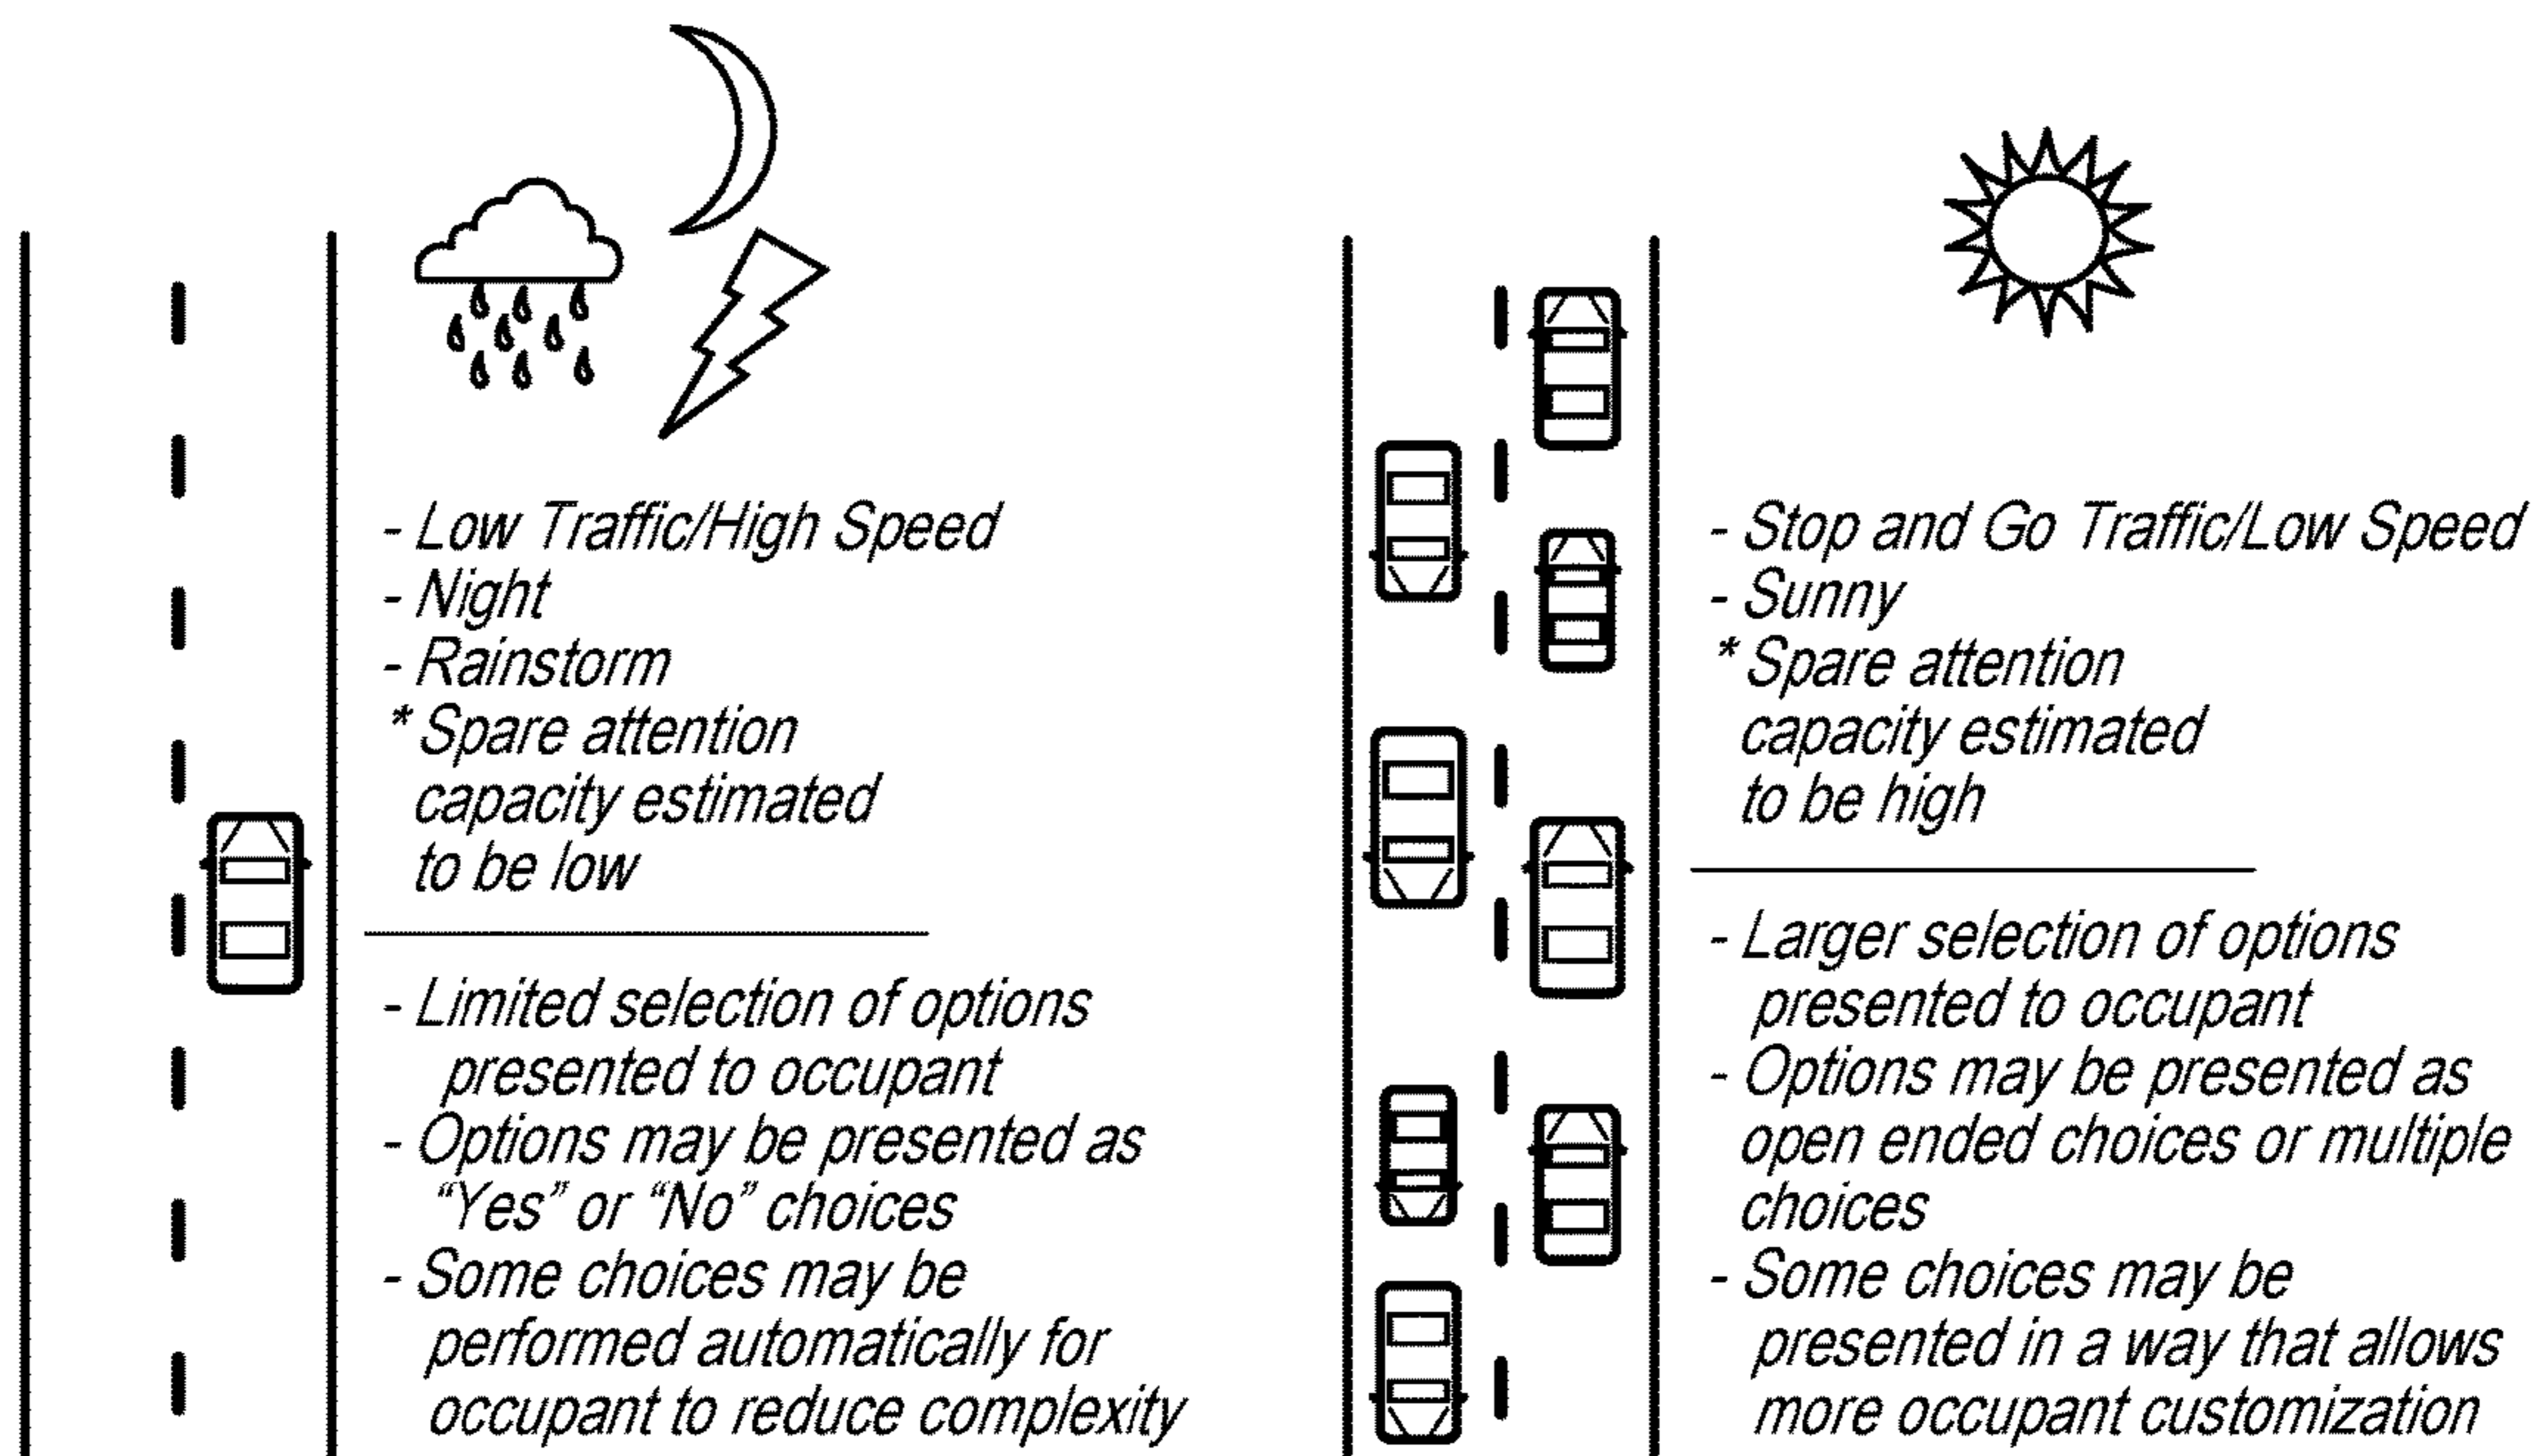 - Low Traffic/High Speed
- Night
- Rainstorm
* Spare attention
capacity estimated
to be low
- Limited selection of options
presented to occupant
- Options may be presented as
“Yes” or “No” choices
- Some choices may be
performed automatically for
occupant to reduce complexity
- Stop and Go Traffic/Low Speed
- Sunny
* Spare attention
capacity estimated
to be high
- Larger selection of options
presented to occupant
- Options may be presented as
open ended choices or multiple
choices
- Some choices may be
presented in a way that allows
more occupant customization